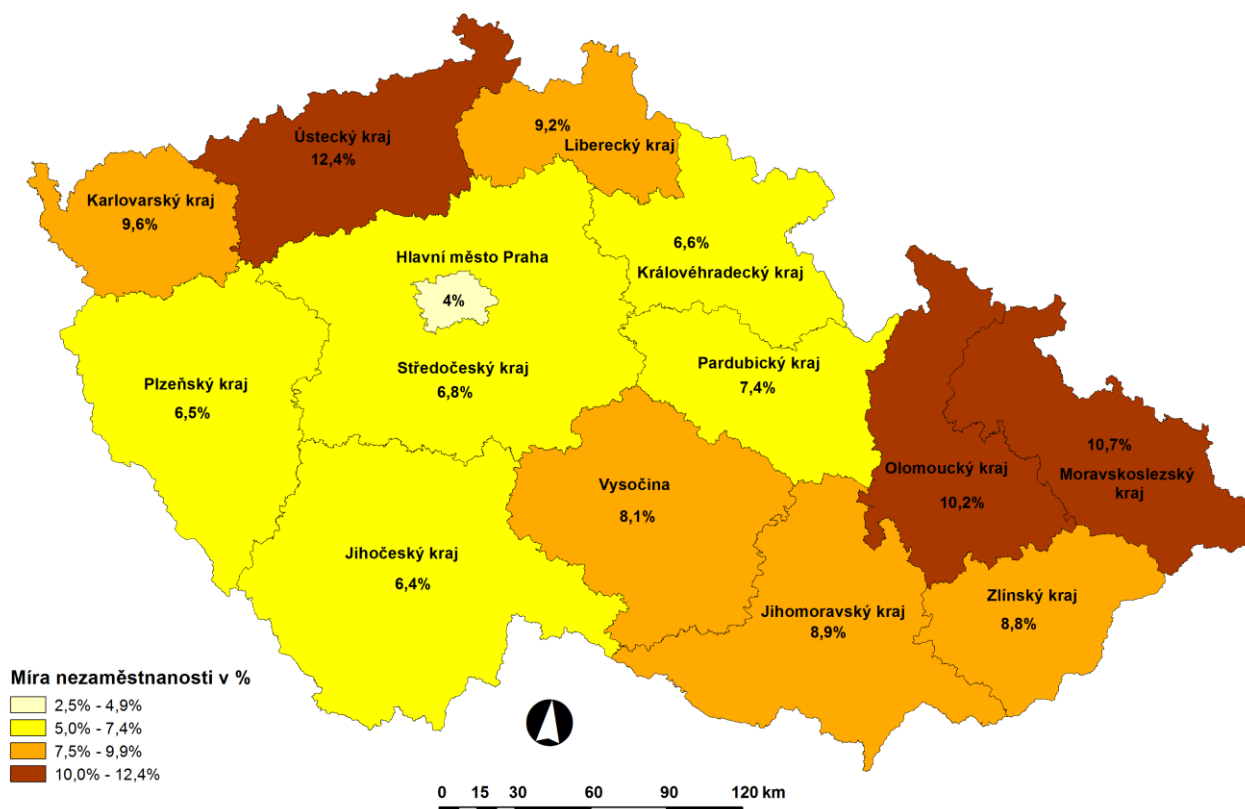 Ústecký kraj
12,4%
9,2%
Liberecký kraj
Karlovarský kraj
9,6%
6,6%
Královéhradecký kraj
Hlavní město Praha
4%
Středočeský kraj
6,8%
Pardubický kraj
7,4%
Plzeňský kraj
6,5%
10,7%
Moravskoslezský
kraj
Olomoucký kraj
10,2%
Vysočina
8,1%
Jihočeský kraj
6,4%
Jihomoravský kraj
8,9%
Zlínský kraj
8,8%
Míra nezaměstnanosti v %
2,5% - 4,9%
5,0% - 7,4%
7,5% - 9,9%
10,0% - 12,4%
0 15 30 60 90 120 km